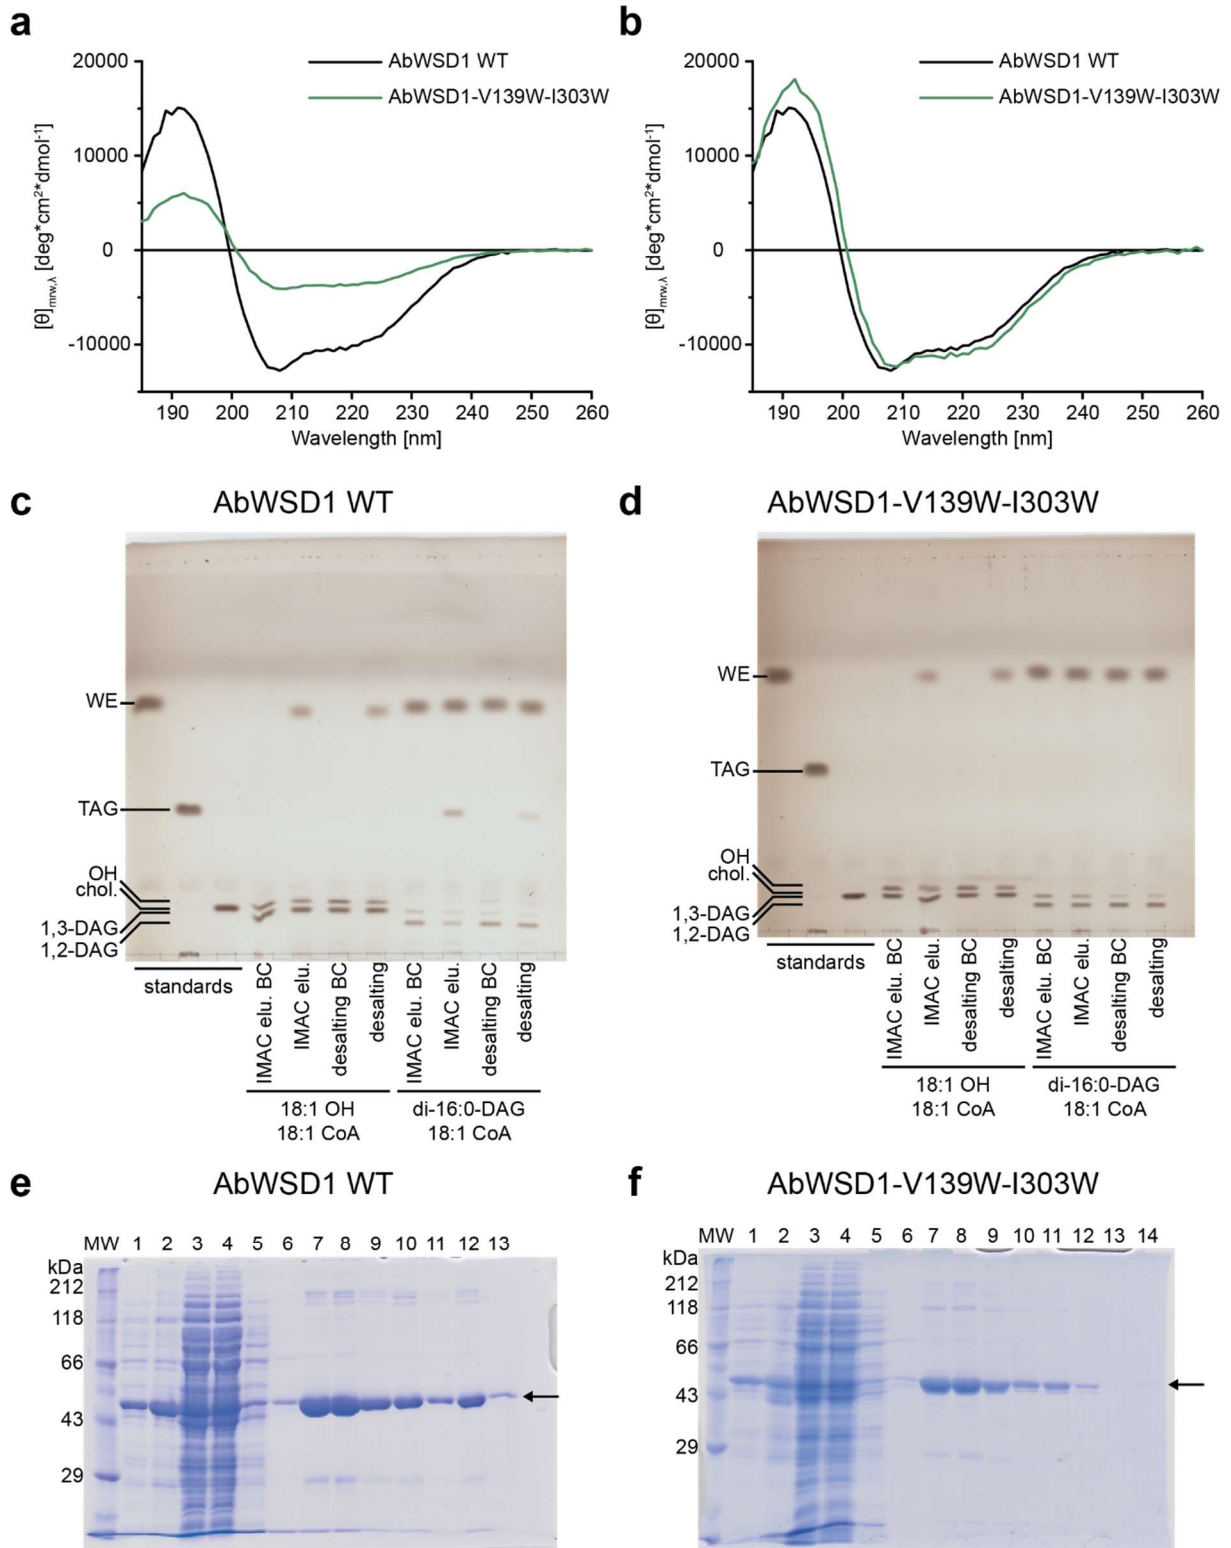 a
20000
10000
0
-10000
[θ]mrw,λ [deg*cm²*dmol⁻¹]
AbWSD1 WT
AbWSD1-V139W-I303W
190 200 210 220 230 240 250 260
Wavelength [nm]
b
20000
10000
0
-10000
[θ]mrw,λ [deg*cm²*dmol⁻¹]
AbWSD1 WT
AbWSD1-V139W-I303W
190 200 210 220 230 240 250 260
Wavelength [nm]
c
AbWSD1 WT
WE
TAG
OH
chol.
1,3-DAG
1,2-DAG
standards
IMAC elu. BC
IMAC elu.
desalting BC
desalting
IMAC elu. BC
IMAC elu.
desalting BC
desalting
18:1 OH
18:1 CoA
di-16:0-DAG
18:1 CoA
d
AbWSD1-V139W-I303W
WE
TAG
OH
chol.
1,3-DAG
1,2-DAG
standards
IMAC elu. BC
IMAC elu.
desalting BC
desalting
IMAC elu. BC
IMAC elu.
desalting BC
desalting
18:1 OH
18:1 CoA
di-16:0-DAG
18:1 CoA
e
AbWSD1 WT
MW 1 2 3 4 5 6 7 8 9 10 11 12 13
kDa
212
118
66
43
29
f
AbWSD1-V139W-I303W
MW 1 2 3 4 5 6 7 8 9 10 11 12 13 14
kDa
212
118
66
43
29